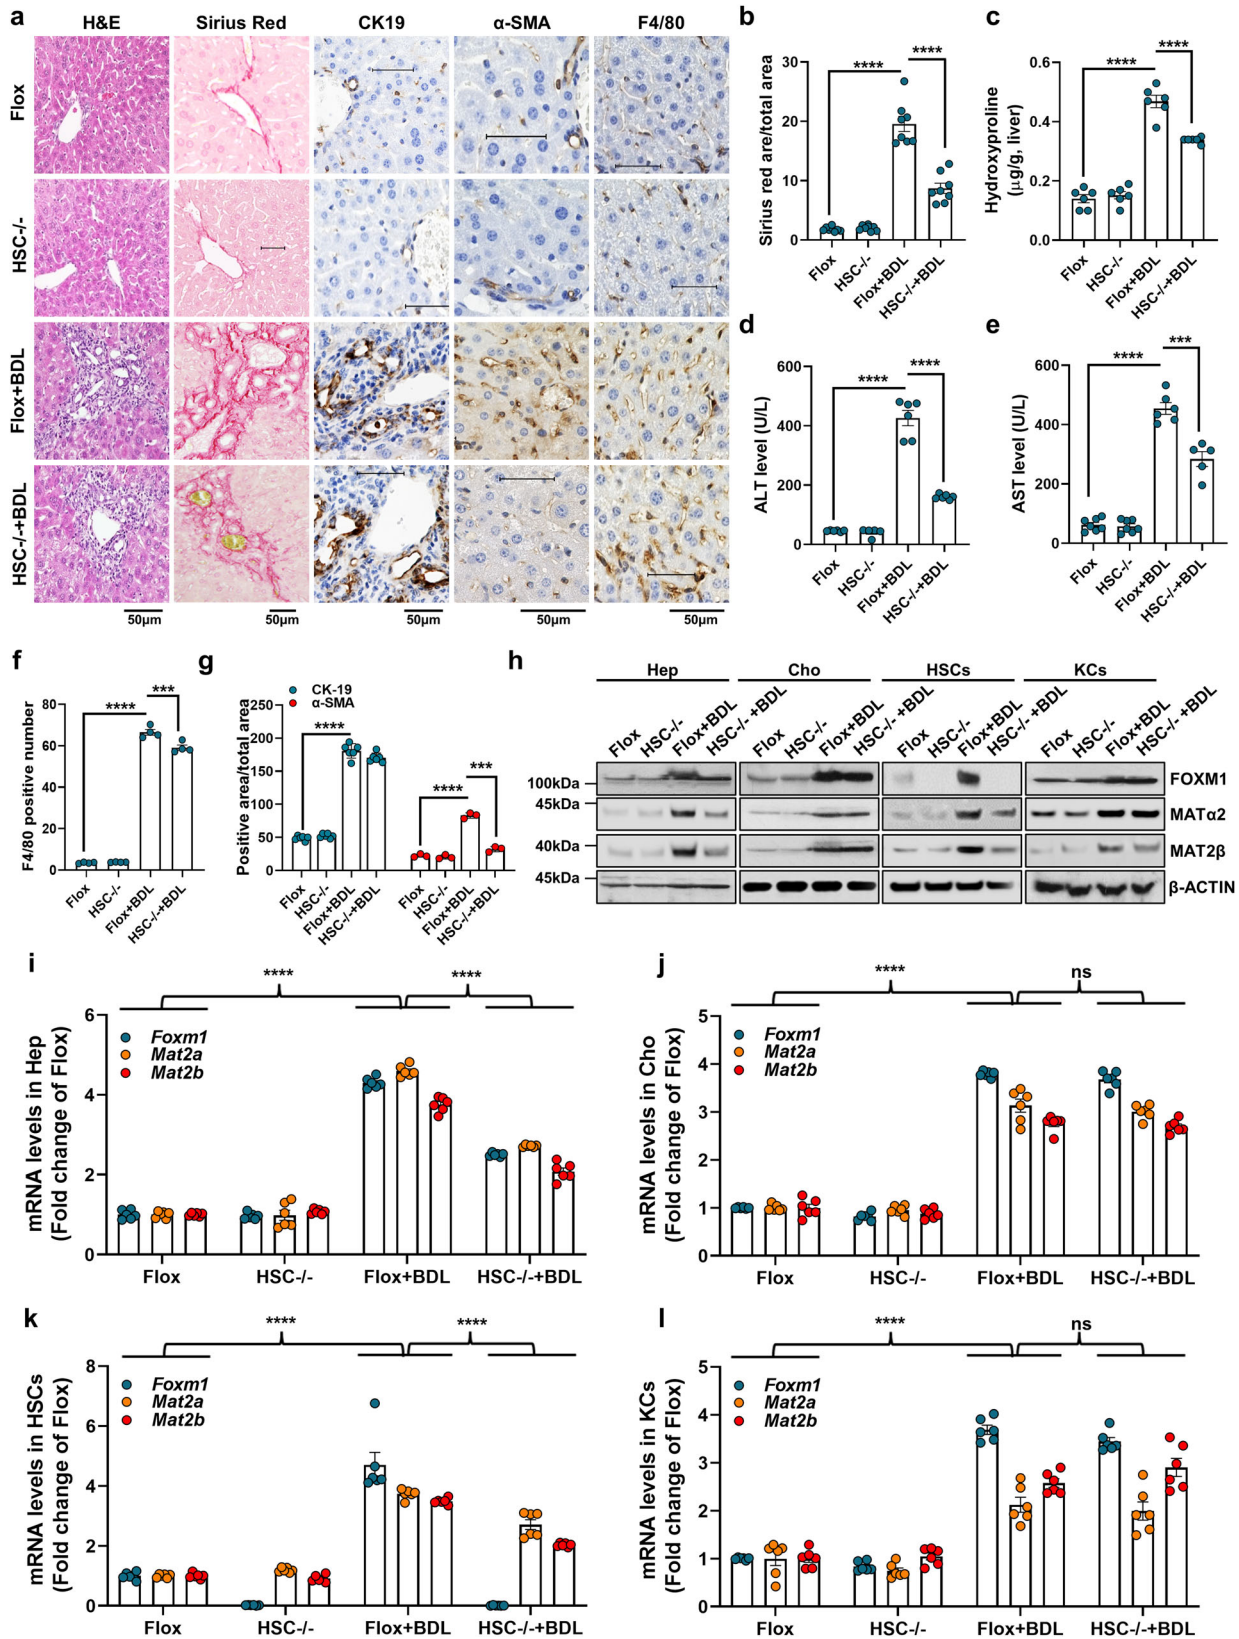 a
H&E Sirius Red CK19 α-SMA F4/80
Flox
HSC-/-
Flox+BDL
HSC-/-+BDL
50μm 50μm 50μm 50μm 50μm
b
Sirius red area/total area
30
20
10
0
****
****
Flox HSC-/- Flox+BDL HSC-/-+BDL
c
Hydroxyproline
(μg/g, liver)
0.6
0.4
0.2
0.0
****
****
Flox HSC-/- Flox+BDL HSC-/-+BDL
d
ALT level (U/L)
600
400
200
0
****
****
Flox HSC-/- Flox+BDL HSC-/-+BDL
e
AST level (U/L)
600
400
200
0
****
***
Flox HSC-/- Flox+BDL HSC-/-+BDL
f
F4/80 positive number
80
60
40
20
0
****
***
Flox HSC-/- Flox+BDL HSC-/-+BDL
g
CK-19
α-SMA
Positive area/total area
250
200
150
100
50
0
****
****
***
Flox HSC-/- Flox+BDL HSC-/-+BDL Flox HSC-/- Flox+BDL HSC-/-+BDL
h
Hep Cho HSCs KCs
Flox HSC-/- Flox+BDL HSC-/-+BDL Flox HSC-/- Flox+BDL HSC-/-+BDL Flox HSC-/- Flox+BDL HSC-/-+BDL Flox HSC-/- Flox+BDL HSC-/-+BDL
100kDa FOXM1
45kDa MATα2
40kDa MAT2β
45kDa β-ACTIN
i
**** ****
mRNA levels in Hep
(Fold change of Flox)
6
4
2
0
Foxm1
Mat2a
Mat2b
Flox HSC-/- Flox+BDL HSC-/-+BDL
j
**** ns
mRNA levels in Cho
(Fold change of Flox)
5
4
3
2
1
0
Foxm1
Mat2a
Mat2b
Flox HSC-/- Flox+BDL HSC-/-+BDL
k
**** ****
mRNA levels in HSCs
(Fold change of Flox)
8
6
4
2
0
Foxm1
Mat2a
Mat2b
Flox HSC-/- Flox+BDL HSC-/-+BDL
l
**** ns
mRNA levels in KCs
(Fold change of Flox)
5
4
3
2
1
0
Foxm1
Mat2a
Mat2b
Flox HSC-/- Flox+BDL HSC-/-+BDL